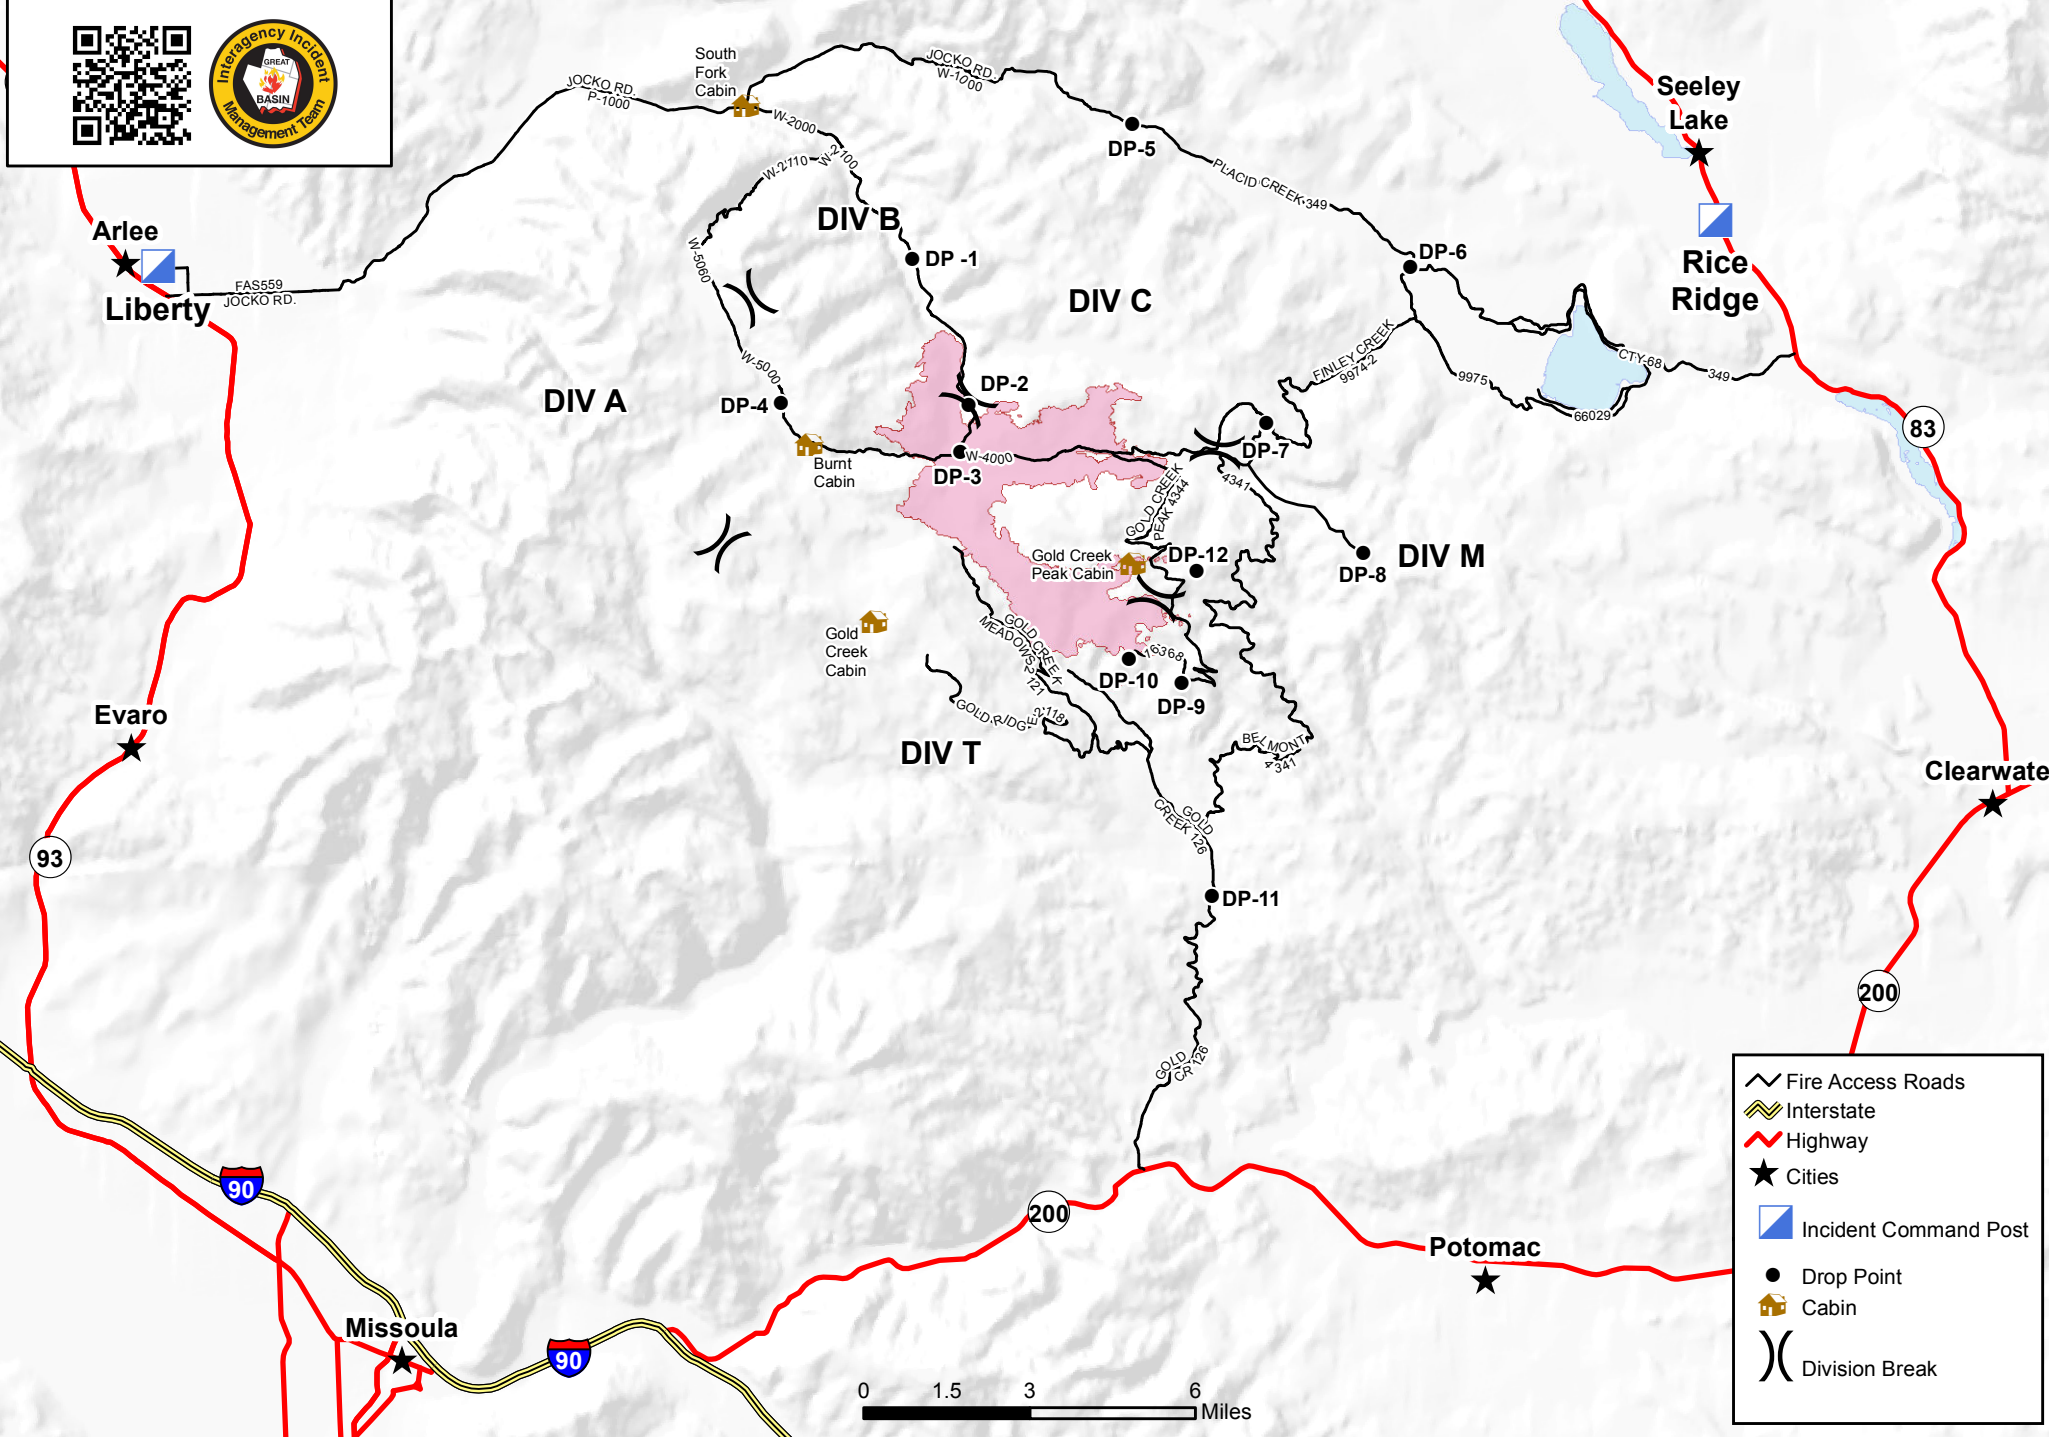 Interagency Incident
GREAT
BASIN
Management Team
South
Fork
Cabin
JOCKO RD.
P-1000
JOCKO RD.
W-1000
W-2000
W-2110
W-2100
DP-5
PLACID CREEK 349
Seeley
Lake
Rice
Ridge
Arlee
Liberty
FAS559
JOCKO RD.
W-5060
DIV B
DP -1
DIV C
DP-6
FINLEY CREEK
9974-2
9975
CTY-68
349
66029
83
DIV A
W-5000
DP-4
DP-2
Burnt
Cabin
DP-3
W-4000
DP-7
4341
GOLD CREEK
PEAK 4344
DP-8
DIV M
Gold Creek
Peak Cabin
DP-12
Gold
Creek
Cabin
GOLD CREEK
MEADOWS 2121
16368
DP-10
DP-9
GOLD RIDGE 2118
DIV T
BELMONT
4341
GOLD
CREEK 126
DP-11
GOLD
CR 126
Evaro
93
Clearwate
200
90
Missoula
90
200
Potomac
0 1.5 3 6
Miles
Fire Access Roads
Interstate
Highway
Cities
Incident Command Post
Drop Point
Cabin
Division Break